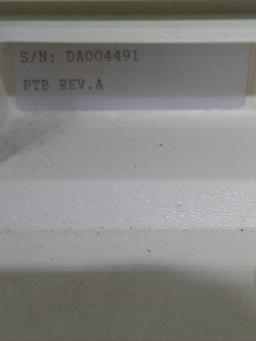 S/N: DA004491
PTB REV.A